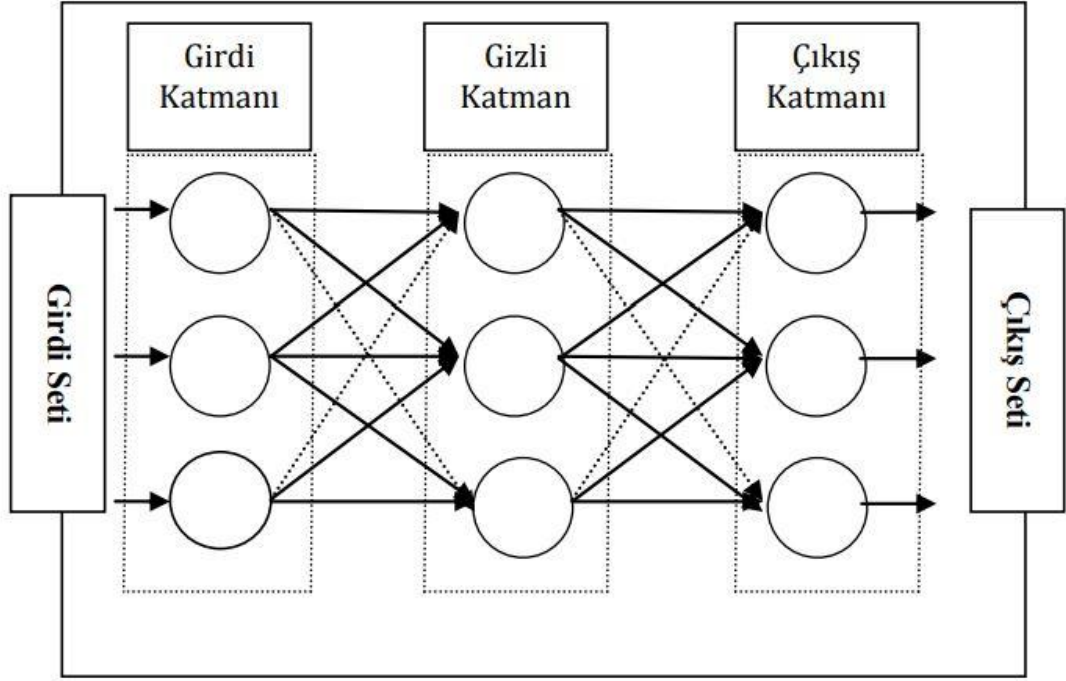 Girdi
Katmanı
Gizli
Katman
Çıkış
Katmanı
Girdi Seti
Çıkış Seti